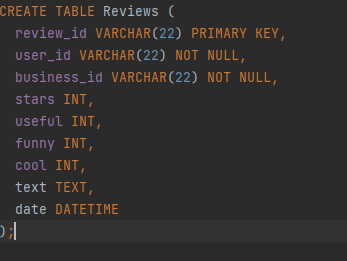 CREATE TABLE Reviews (
review_id VARCHAR(22) PRIMARY KEY,
user_id VARCHAR(22) NOT NULL,
business_id VARCHAR(22) NOT NULL,
stars INT,
useful INT,
funny INT,
cool INT,
text TEXT,
date DATETIME
);